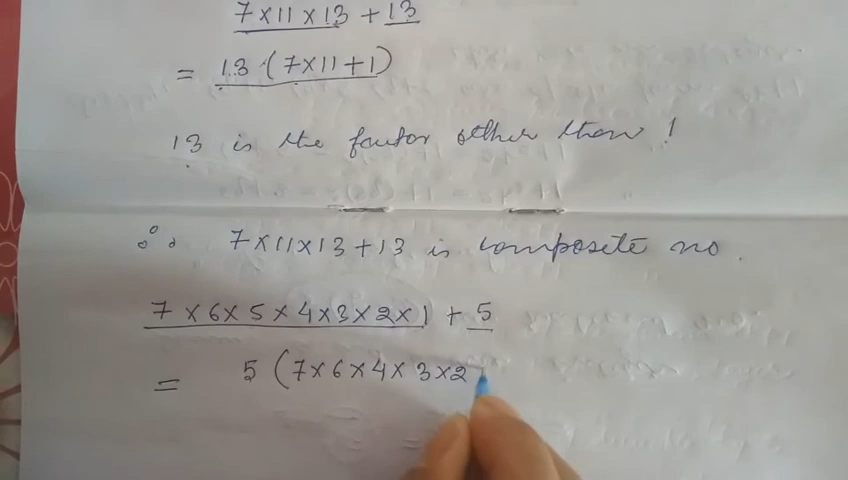 7×11×13 + 13
= 13 (7×11+1)
13 is the factor other than 1
∴ 7×11×13+13 is composite no.
7×6×5×4×3×2×1 + 5
= 5 (7×6×4×3×2